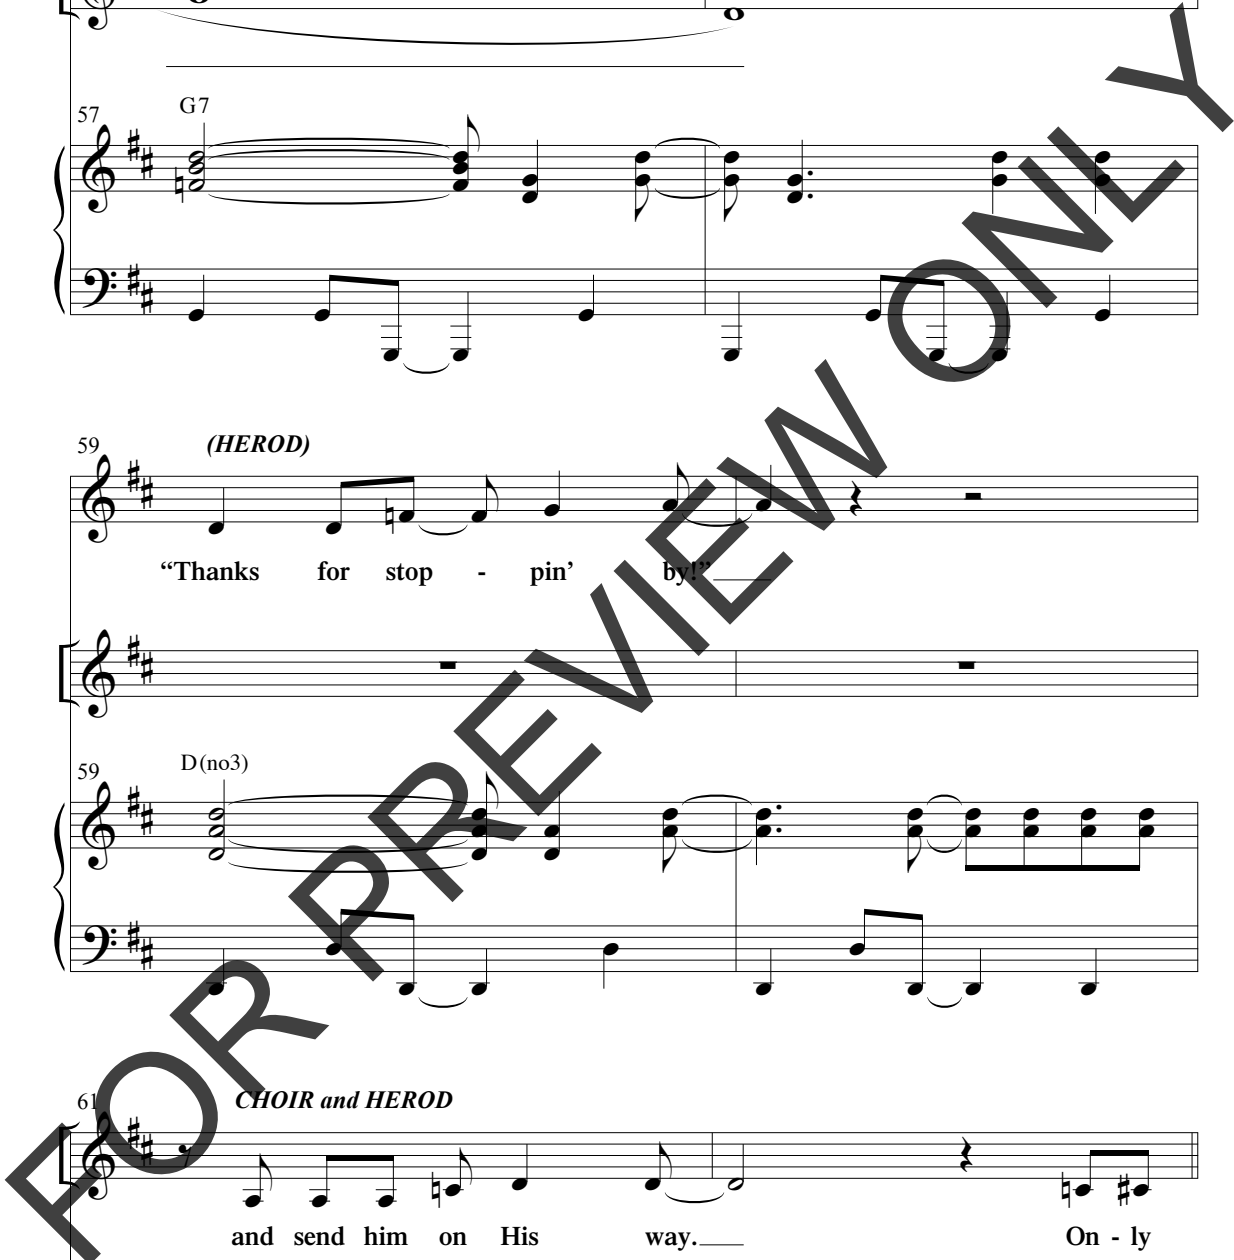 57
G7
59
(HEROD)
“Thanks for stop - pin’ by!”
59
D(no3)
61
CHOIR and HEROD
and send him on His way. On - ly
FOR PREVIEW ONLY